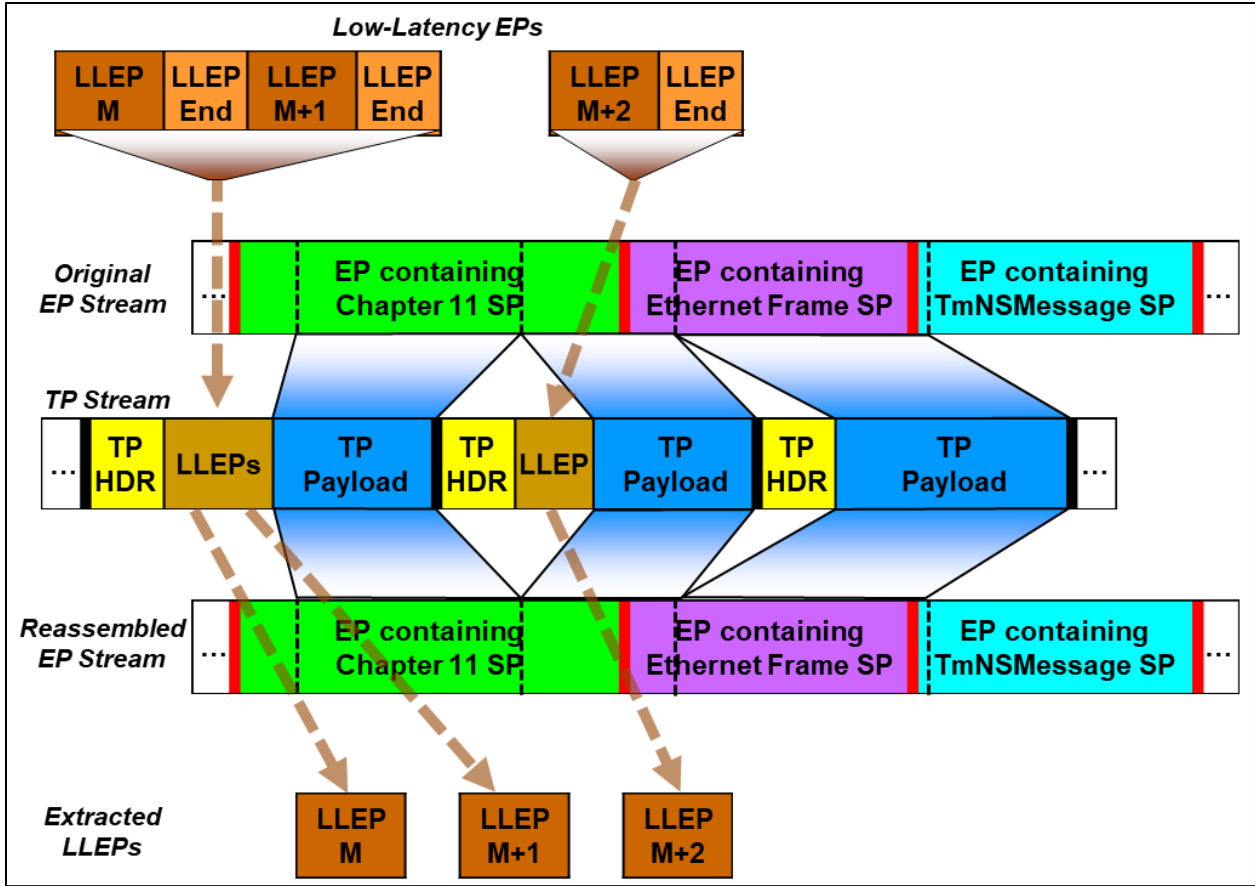 Low-Latency EPs
LLEP M
LLEP End
LLEP M+1
LLEP End
LLEP M+2
LLEP End
Original EP Stream
...
EP containing Chapter 11 SP
EP containing Ethernet Frame SP
EP containing TmNSMessage SP
...
TP Stream
...
TP HDR
LLEPs
TP Payload
TP HDR
LLEP
TP Payload
TP HDR
TP Payload
...
Reassembled EP Stream
...
EP containing Chapter 11 SP
EP containing Ethernet Frame SP
EP containing TmNSMessage SP
...
Extracted LLEPs
LLEP M
LLEP M+1
LLEP M+2